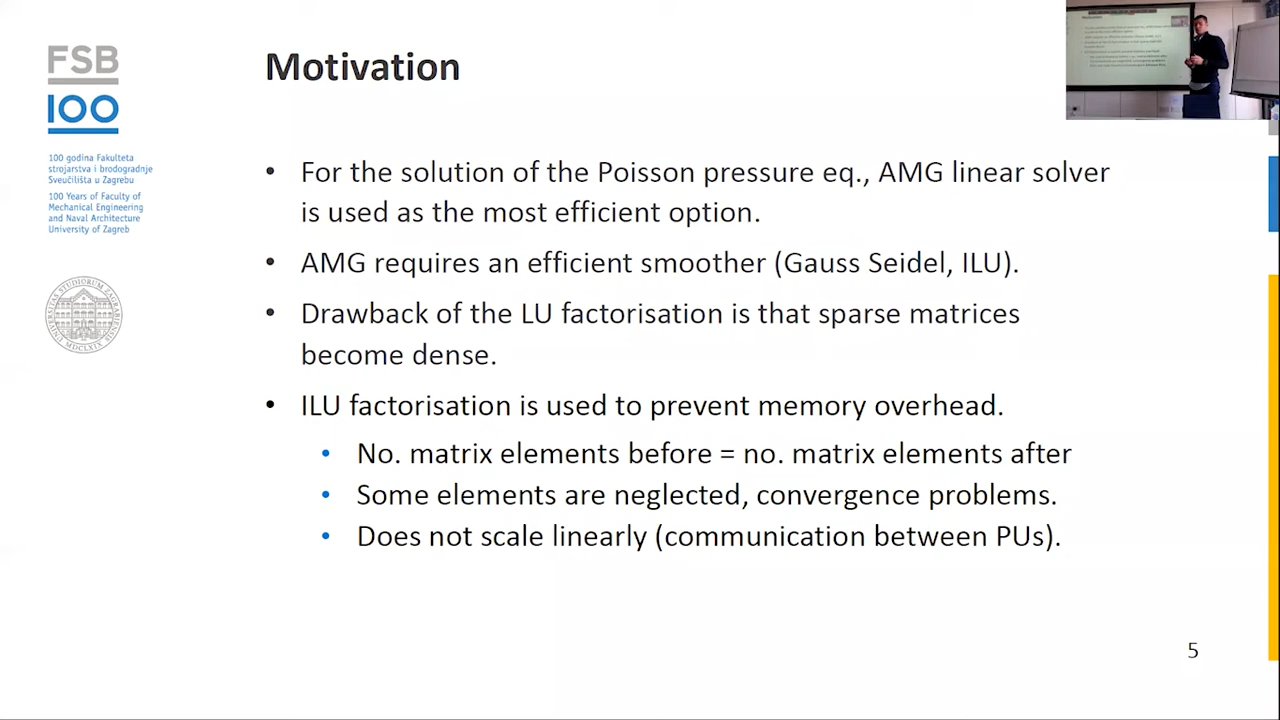 FSB
100
100 godina Fakulteta
strojarstva i brodogradnje
Sveučilišta u Zagrebu
100 Years of Faculty of
Mechanical Engineering
and Naval Architecture
University of Zagreb
Motivation
• For the solution of the Poisson pressure eq., AMG linear solver
is used as the most efficient option.
• AMG requires an efficient smoother (Gauss Seidel, ILU).
• Drawback of the LU factorisation is that sparse matrices
become dense.
• ILU factorisation is used to prevent memory overhead.
• No. matrix elements before = no. matrix elements after
• Some elements are neglected, convergence problems.
• Does not scale linearly (communication between PUs).
5